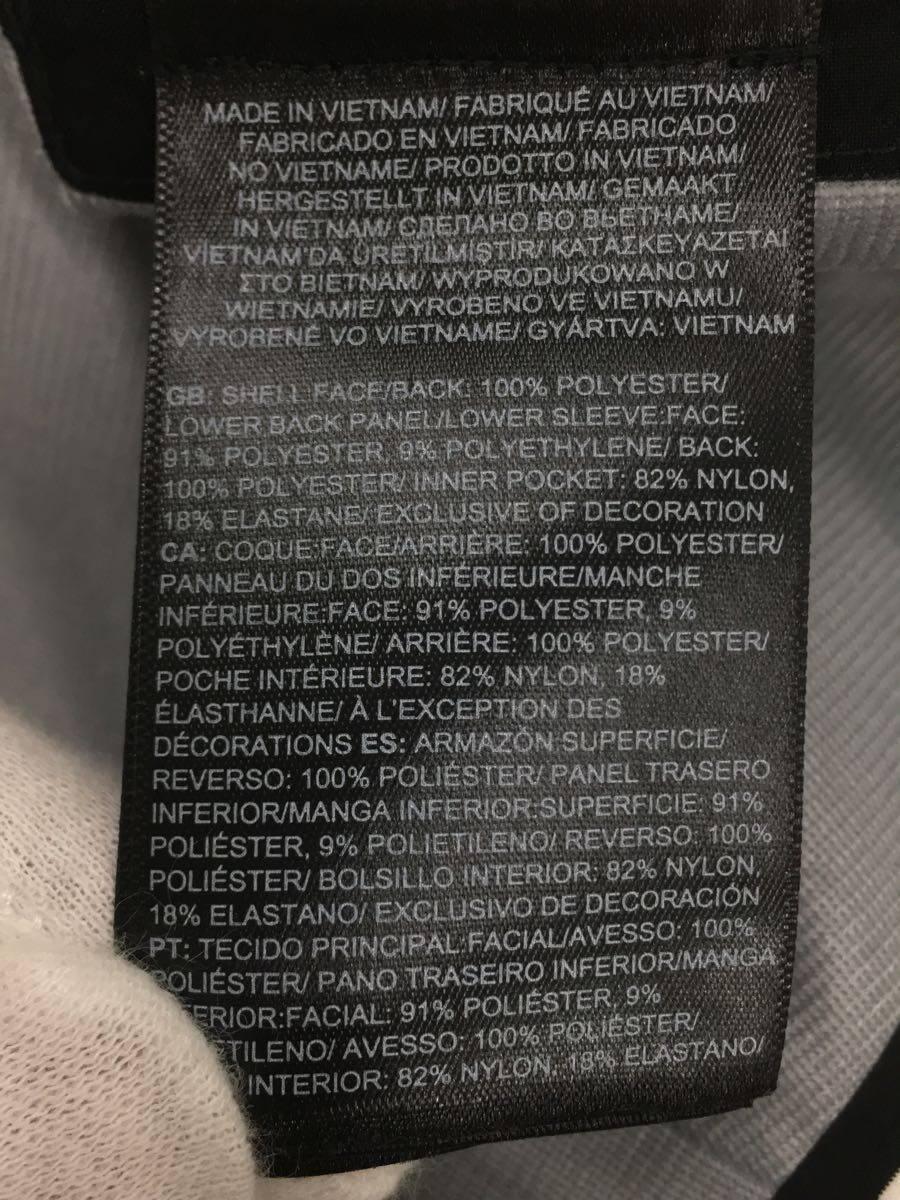 MADE IN VIETNAM/ FABRIQUÉ AU VIETNAM/
FABRICADO EN VIETNAM/ FABRICADO
NO VIETNAME/ PRODOTTO IN VIETNAM/
HERGESTELLT IN VIETNAM/ GEMAAKT
IN VIETNAM/ СДЕЛАНО ВО ВЬЕТНАМЕ/
VİETNAM'DA ÜRETİLMİŞTİR/ ΚΑΤΑΣΚΕΥΑΖΕΤΑΙ
ΣΤΟ ΒΙΕΤΝΑΜ/ WYPRODUKOWANO W
WIETNAMIE/ VYROBENO VE VIETNAMU/
VYROBENÉ VO VIETNAME/ GYÁRTVA: VIETNAM
GB: SHELL:FACE/BACK: 100% POLYESTER/
LOWER BACK PANEL/LOWER SLEEVE:FACE:
91% POLYESTER, 9% POLYETHYLENE/ BACK:
100% POLYESTER/ INNER POCKET: 82% NYLON,
18% ELASTANE/ EXCLUSIVE OF DECORATION
CA: COQUE:FACE/ARRIÈRE: 100% POLYESTER/
PANNEAU DU DOS INFÉRIEURE/MANCHE
INFÉRIEURE:FACE: 91% POLYESTER, 9%
POLYÉTHYLÈNE/ ARRIÈRE: 100% POLYESTER/
POCHE INTÉRIEURE: 82% NYLON, 18%
ÉLASTHANNE/ À L'EXCEPTION DES
DÉCORATIONS ES: ARMAZÓN SUPERFICIE/
REVERSO: 100% POLIÉSTER/ PANEL TRASERO
INFERIOR/MANGA INFERIOR:SUPERFICIE: 91%
POLIÉSTER, 9% POLIETILENO/ REVERSO: 100%
POLIÉSTER/ BOLSILLO INTERIOR: 82% NYLON,
18% ELASTANO/ EXCLUSIVO DE DECORACIÓN
PT: TECIDO PRINCIPAL:FACIAL/AVESSO: 100%
POLIÉSTER/ PANO TRASEIRO INFERIOR/MANGA
FERIOR:FACIAL: 91% POLIÉSTER, 9%
TILENO/ AVESSO: 100% POLIÉSTER/
INTERIOR: 82% NYLON, 18% ELASTANO/